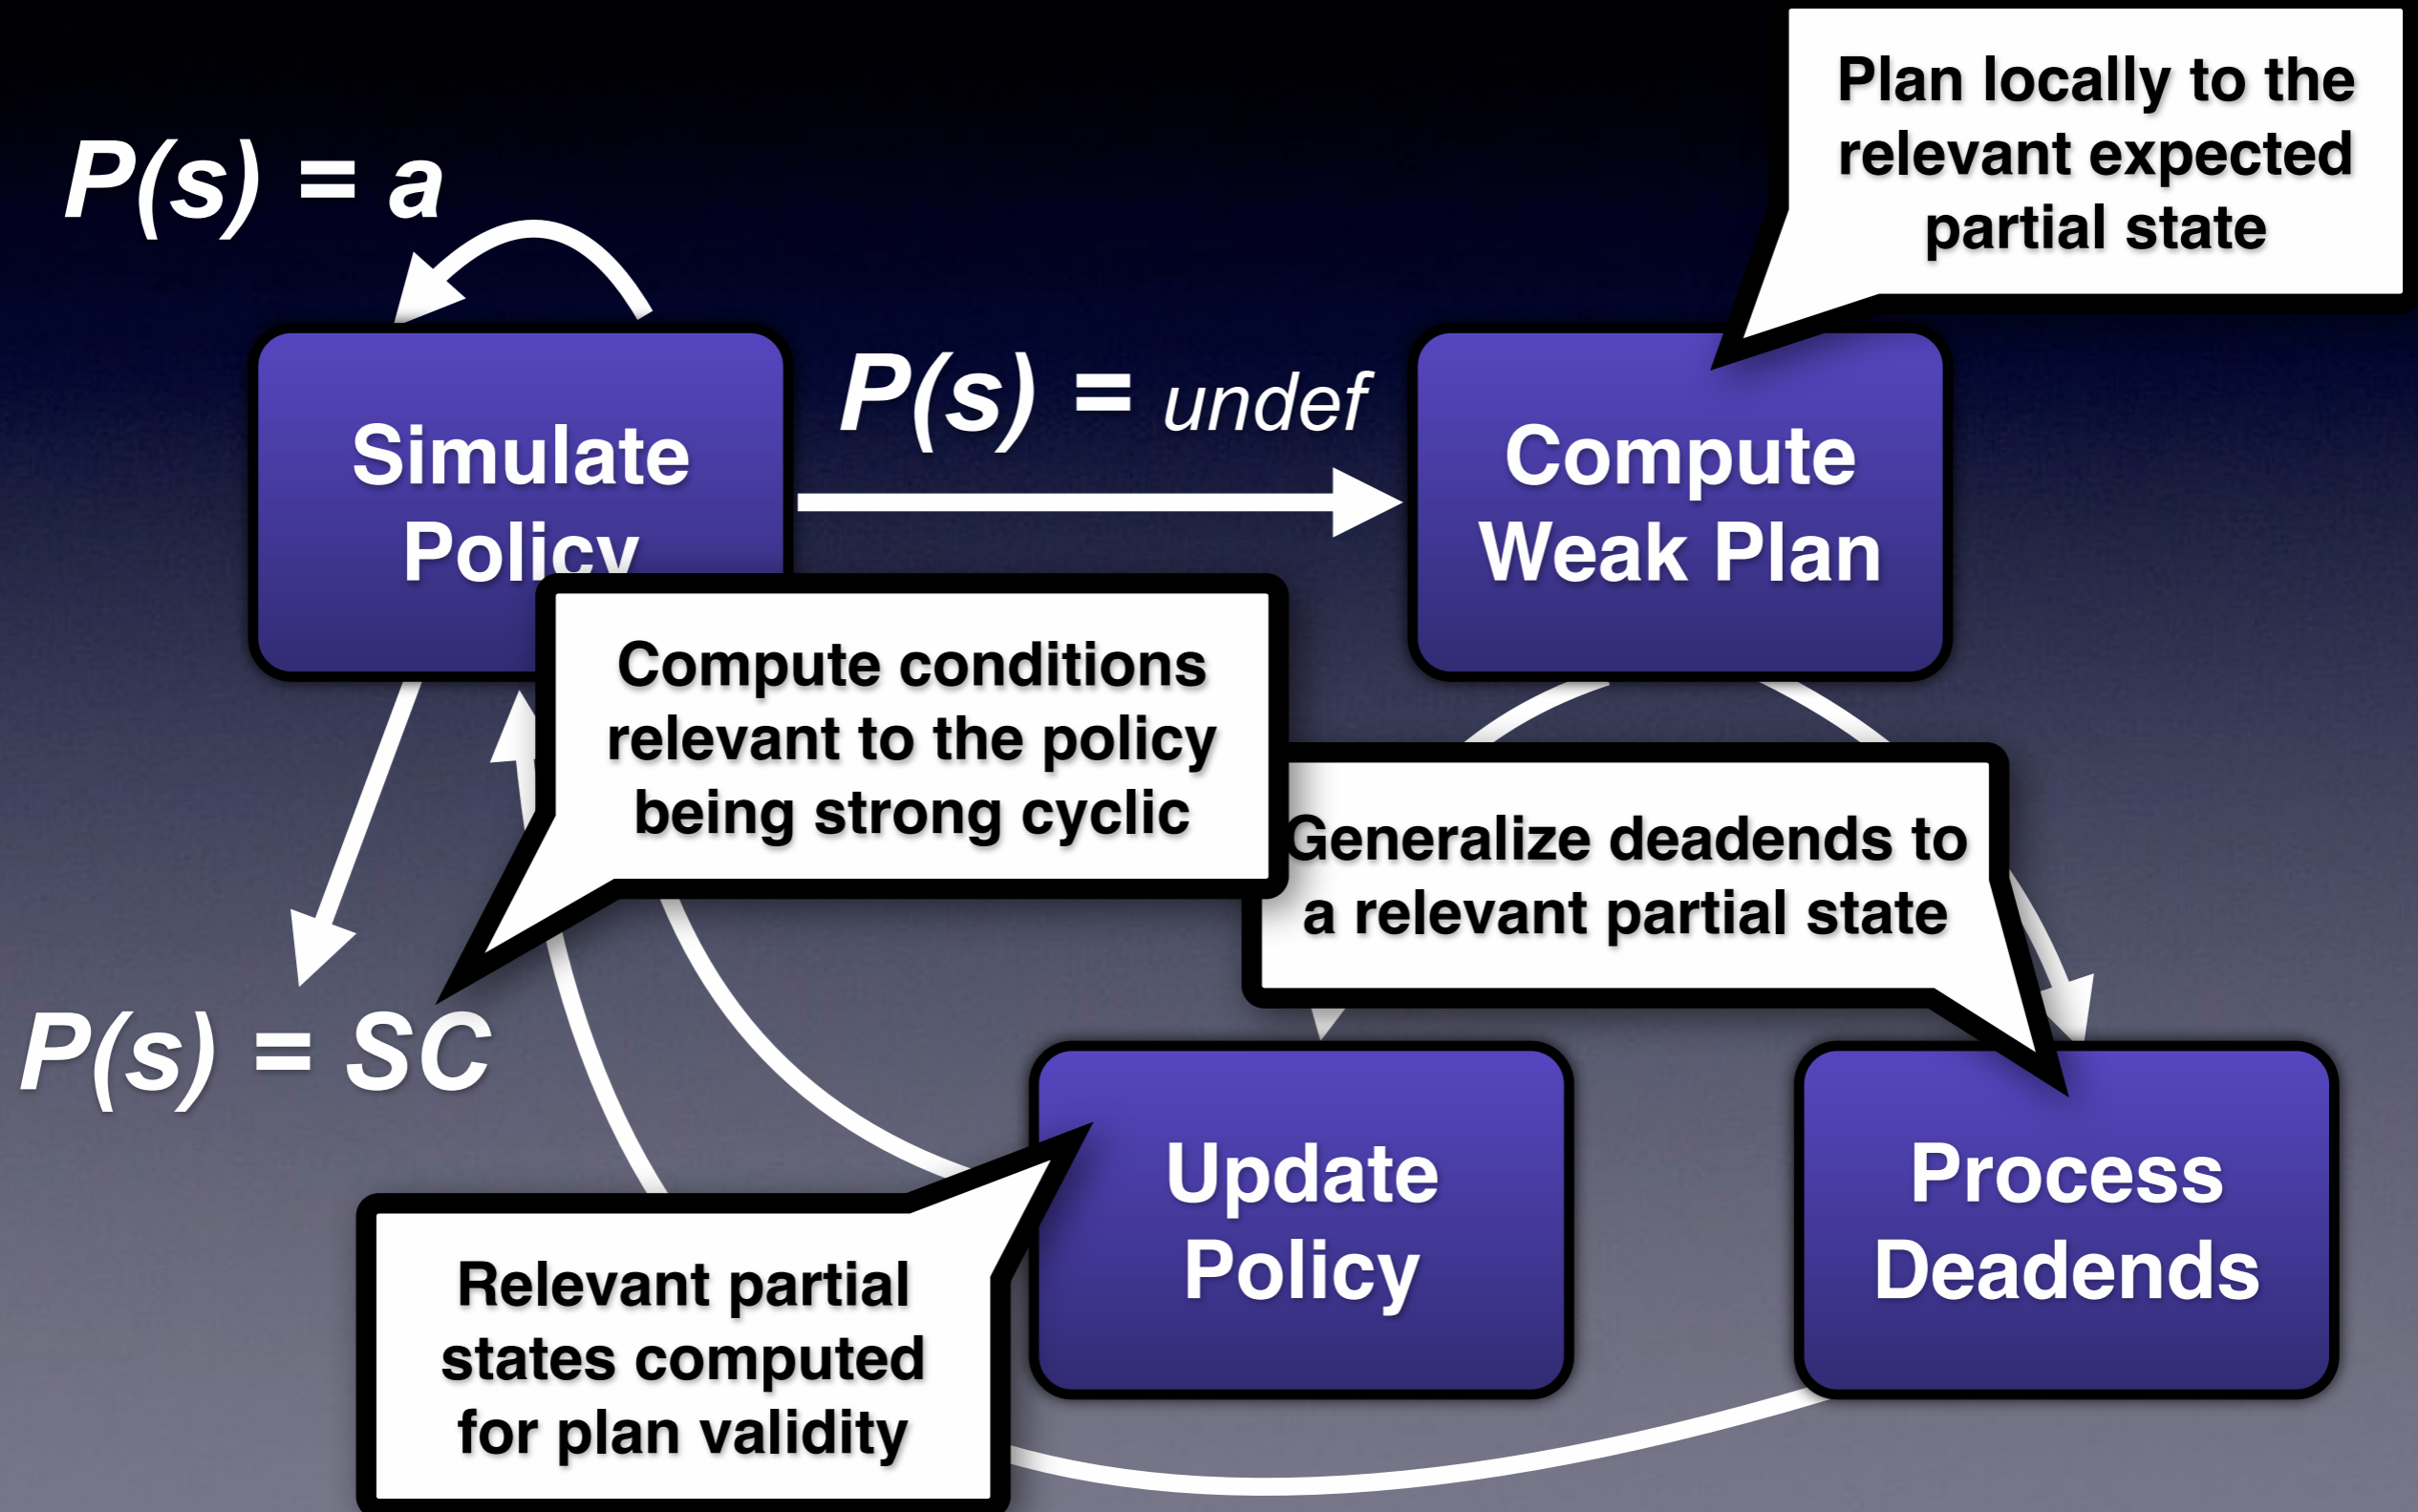 Plan locally to the
relevant expected
partial state
P(s) = a
P(s) = undef
Simulate
Policy
Compute
Weak Plan
Compute conditions
relevant to the policy
being strong cyclic
Generalize deadends to
a relevant partial state
P(s) = SC
Update
Policy
Process
Deadends
Relevant partial
states computed
for plan validity